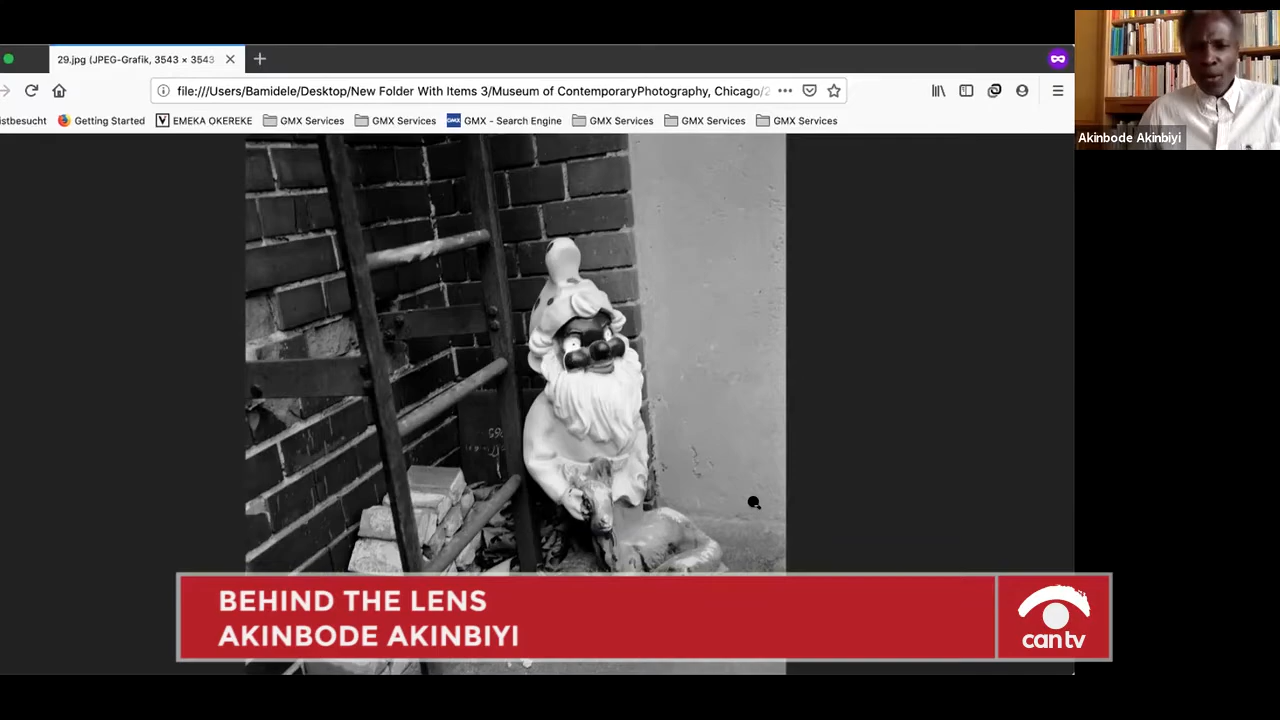 29.jpg (JPEG-Grafik, 3543 × 3543
file:///Users/Bamidele/Desktop/New Folder With Items 3/Museum of ContemporaryPhotography, Chicago/2
istbesucht Getting Started EMEKA OKEREKE GMX Services GMX Services GMX - Search Engine GMX Services GMX Services GMX Services
Akinbode Akinbiyi
BEHIND THE LENS
AKINBODE AKINBIYI
can tv